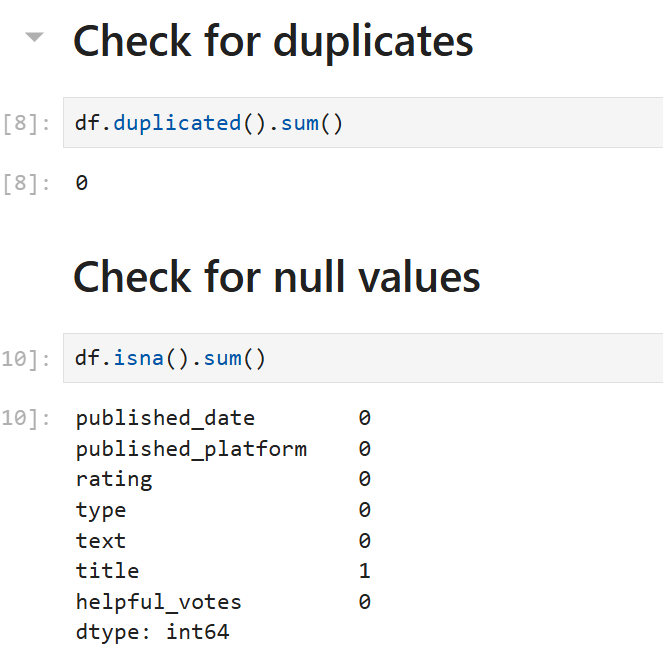 Check for duplicates
[8]: df.duplicated().sum()
[8]: 0
Check for null values
10]: df.isna().sum()
10]: published_date 0
published_platform 0
rating 0
type 0
text 0
title 1
helpful_votes 0
dtype: int64